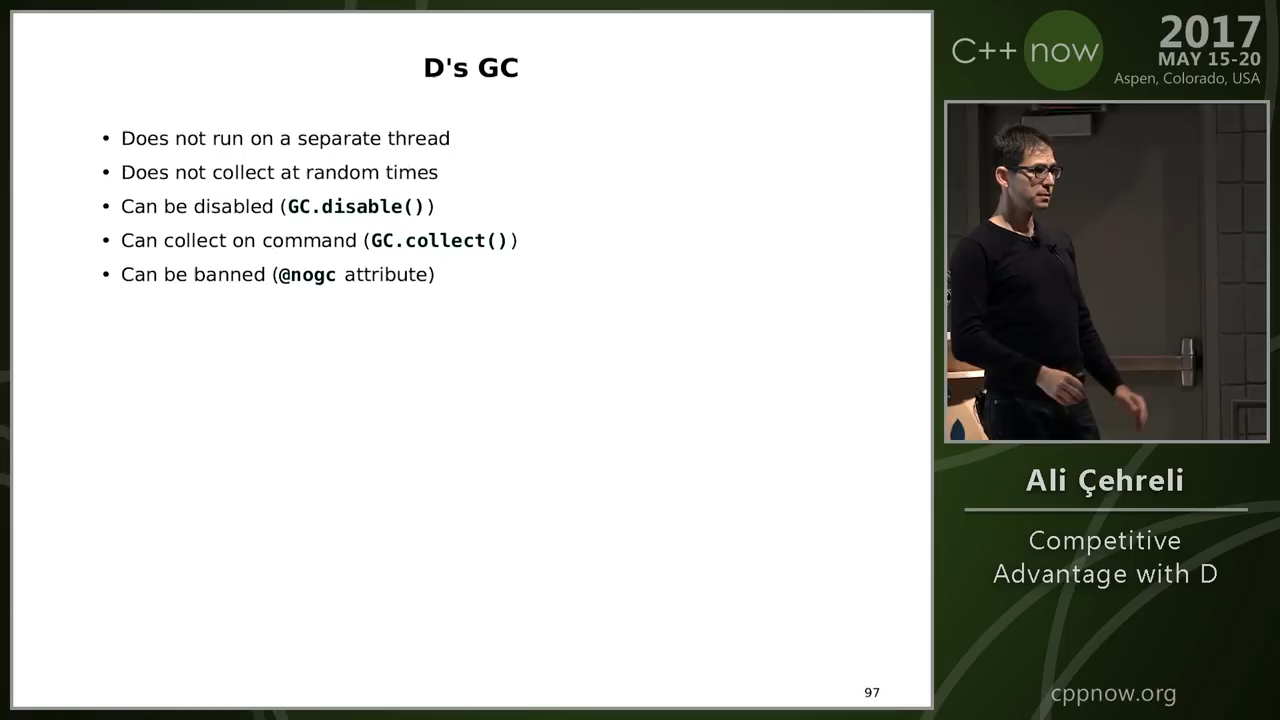 D's GC
• Does not run on a separate thread
• Does not collect at random times
• Can be disabled (GC.disable())
• Can collect on command (GC.collect())
• Can be banned (@nogc attribute)
97
C++ now
2017
MAY 15-20
Aspen, Colorado, USA
Ali Çehreli
Competitive
Advantage with D
cppnow.org